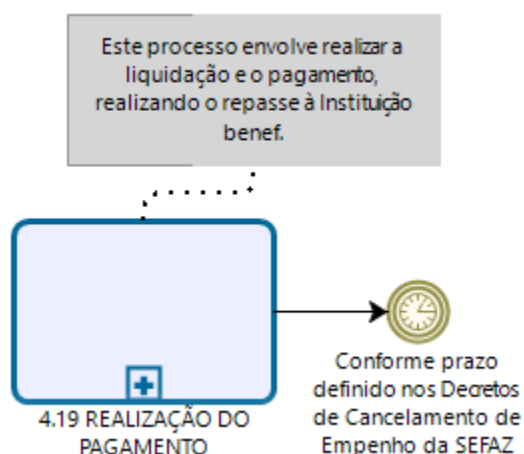 Este processo envolve realizar a
liquidação e o pagamento,
realizando o repasse à Instituição
benef.
4.19 REALIZAÇÃO DO
PAGAMENTO
Conforme prazo
definido nos Decretos
de Cancelamento de
Empenho da SEFAZ